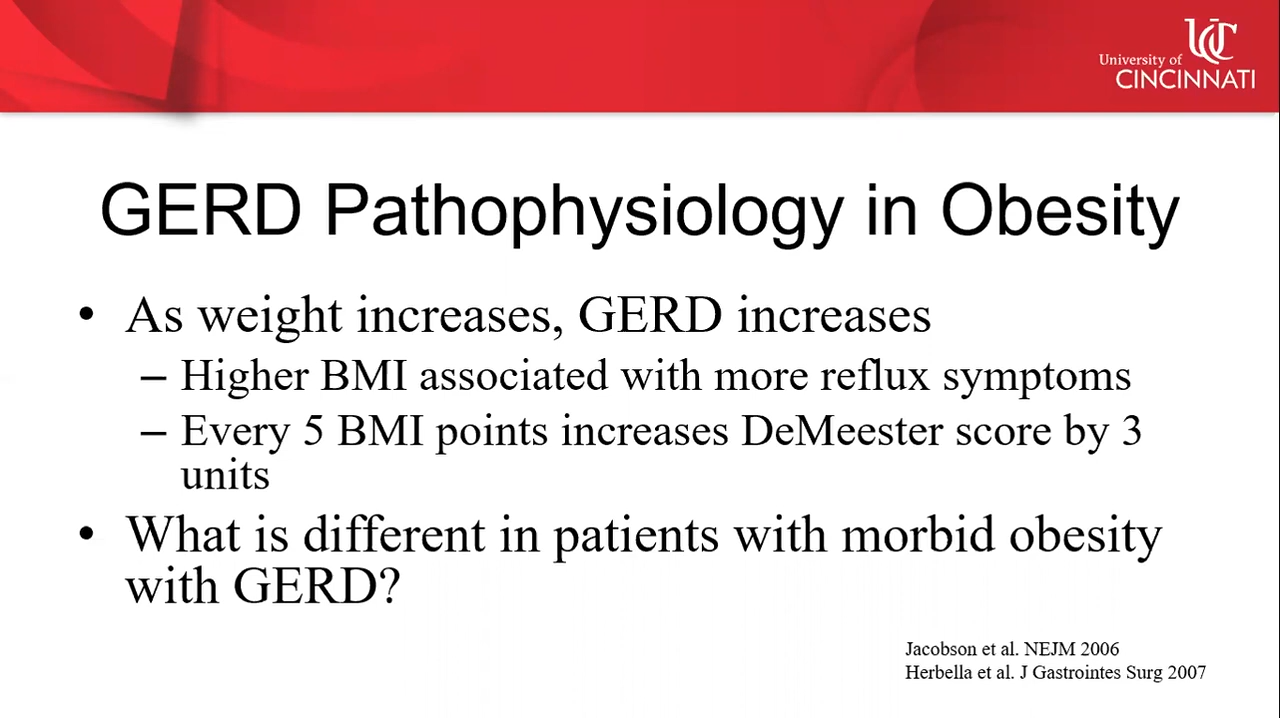 UC
University of
CINCINNATI
GERD Pathophysiology in Obesity
• As weight increases, GERD increases
– Higher BMI associated with more reflux symptoms
– Every 5 BMI points increases DeMeester score by 3
units
• What is different in patients with morbid obesity
with GERD?
Jacobson et al. NEJM 2006
Herbella et al. J Gastrointes Surg 2007